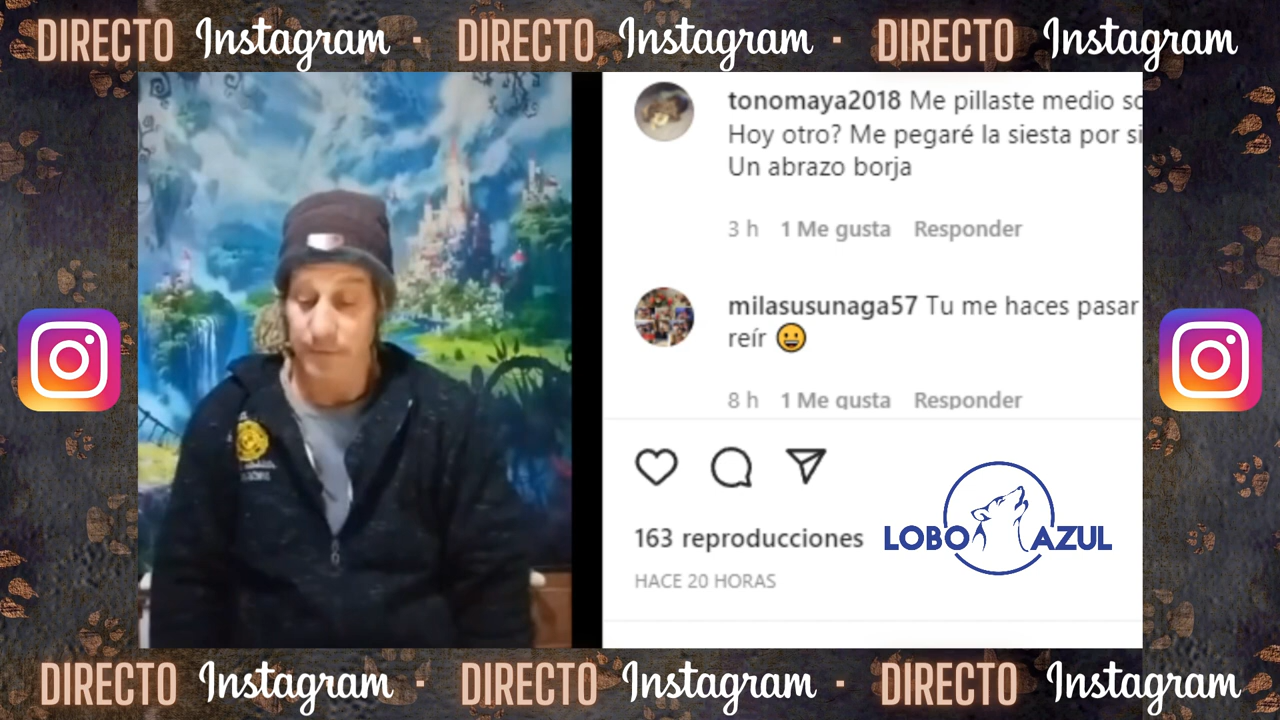 DIRECTO Instagram · DIRECTO Instagram · DIRECTO Instagram
tonomaya2018 Me pillaste medio
Hoy otro? Me pegaré la siesta por si
Un abrazo borja
3 h 1 Me gusta Responder
milasusunaga57 Tu me haces pasar
reír 😀
8 h 1 Me gusta Responder
163 reproducciones
HACE 20 HORAS
LOBO AZUL
DIRECTO Instagram · DIRECTO Instagram · DIRECTO Instagram